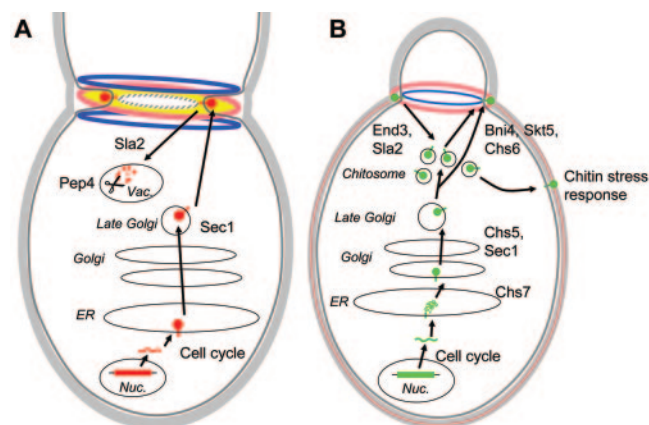 A
Sla2
Pep4
Vac.
Late Golgi
Sec1
Golgi
ER
Cell cycle
Nuc.
B
End3,
Sla2
Bni4, Skt5,
Chs6
Chitosome
Chitin stress
response
Late Golgi
Chs5,
Sec1
Golgi
Chs7
ER
Cell cycle
Nuc.